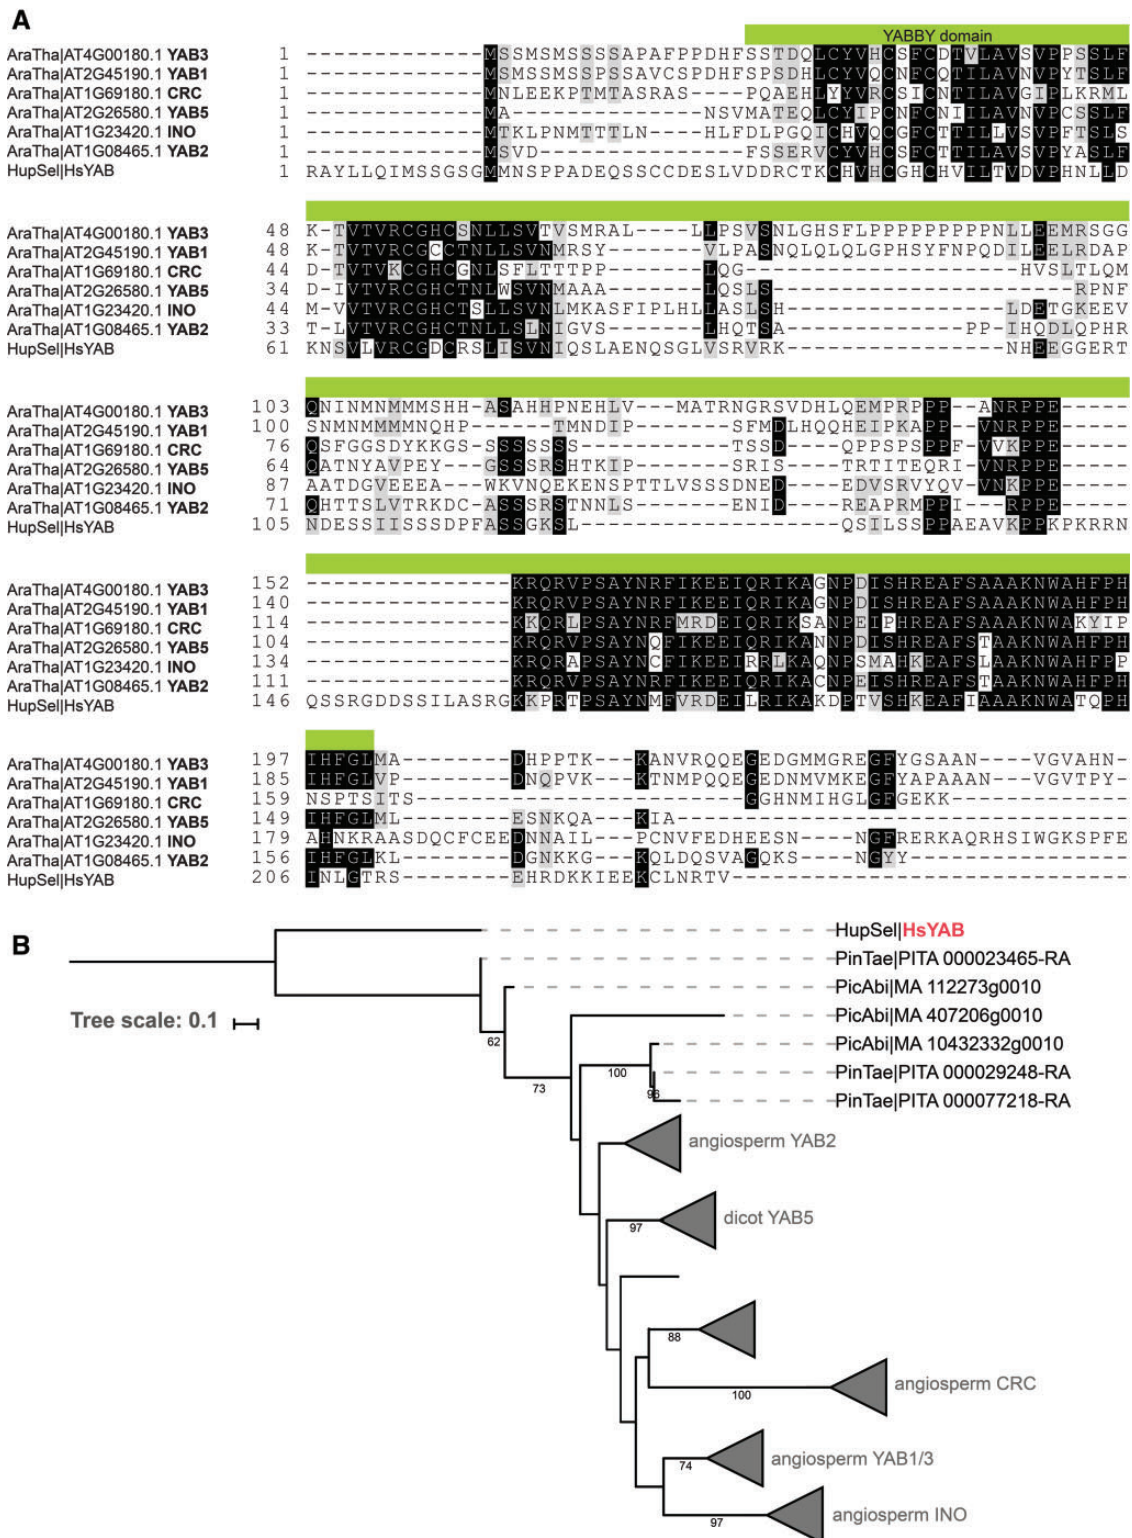 A
YABBY domain
AraTha|AT4G00180.1 YAB3 1 -------------MSSMSMSSSSAPAFPPDHFSSTDQLCYVHCSFCDTVLAVSVPPSSLF
AraTha|AT2G45190.1 YAB1 1 -------------MSMSSMSSPSSAVCSPDHFSPSDHLCYVQCNFCQTILAVNVPYTSLF
AraTha|AT1G69180.1 CRC 1 -------------MNLEEKPTMTASRAS----PQAEHLYYVRCSICNTILAVGIPLKRML
AraTha|AT2G26580.1 YAB5 1 -------------MA--------------NSVMATEQLCYIPCNFCNIILAVNVPCSSLF
AraTha|AT1G23420.1 INO 1 -------------MTKLPNMTTTLN----HLFDLPGQICHVQCGFCTTILLVSVPFTSLS
AraTha|AT1G08465.1 YAB2 1 -------------MSVD---------------FSSERVCYVHCSFCTTILAVSVPYASLF
HupSel|HsYAB 1 RAYLLQIMSSGSGMMNSPPADEQSSCCDESLVDDRCTKCHVHCGHCHVILTVDVPHNLLD
AraTha|AT4G00180.1 YAB3 48 K-TVTVRCGHCSNLLSVTVSMRAL----LLPSVSNLGHSFLPPPPPPPPPNLLEEMRSGG
AraTha|AT2G45190.1 YAB1 48 K-TVTVRCGCCTNLLSVNMRSY-------VLPASNQLQLQLGPHSYFNPQDILEELRDAP
AraTha|AT1G69180.1 CRC 44 D-TVTVKCGHCGNLSFLTTTPP-------LQG--------------------HVSLTLQM
AraTha|AT2G26580.1 YAB5 34 D-IVTVRCGHCTNLWSVNMAAA-------LQSLS----------------------RPNF
AraTha|AT1G23420.1 INO 44 M-VVTVRCGHCTSLLSVNLMKASFIPLHLLASLSH----------------LDETGREEV
AraTha|AT1G08465.1 YAB2 33 T-LVTVRCGHCTNLLSLNIGVS-------LHQTSA-------------PP-IHQDLQPHR
HupSel|HsYAB 61 KNSVLVRCGDCRSLISVNIQSLAENQSGLVSRVRK----------------NHEEGGERT
AraTha|AT4G00180.1 YAB3 103 QNINMNMMMSHH-ASAHHPNEHLV---MATRNGRSVDHLQEMPRPPP--ANRPPE-----
AraTha|AT2G45190.1 YAB1 100 SNMNMMMMNQHP------TMNDIP-------SFMDLHQQHEIPKAPP--VNRPPE-----
AraTha|AT1G69180.1 CRC 76 QSFGGSDYKKGS-SSSSSS------------TSSD----QPPSPSPPF-VVKPPE-----
AraTha|AT2G26580.1 YAB5 64 QATNYAVPEY---GSSSRSHTKIP-------SRIS----TRTITEQRI-VNRPPE-----
AraTha|AT1G23420.1 INO 87 AATDGVEEEA---WKVNQEKENSPTTLVSSSDNED----EDVSRVYQV-VNKPPE-----
AraTha|AT1G08465.1 YAB2 71 QHTTSLVTRKDC-ASSSRSTNNLS-------ENID----REAPRMPPI---RPPE-----
HupSel|HsYAB 105 NDESSIISSSDPFASSGKSL-------------------QSILSSPPAEAVKPPKPKRRN
AraTha|AT4G00180.1 YAB3 152 ---------------KRQRVPSAYNRFIKEEIQRIKAGNPDISHREAFSAAAKNWAHFPH
AraTha|AT2G45190.1 YAB1 140 ---------------KRQRVPSAYNRFIKEEIQRIKAGNPDISHREAFSAAAKNWAHFPH
AraTha|AT1G69180.1 CRC 114 ---------------KKQRLPSAYNRFMRDEIQRIKSANPEIPHREAFSAAAKNWAKYIP
AraTha|AT2G26580.1 YAB5 104 ---------------KRQRVPSAYNQFIKEEIQRIKANNPDISHREAFSTAAKNWAHFPH
AraTha|AT1G23420.1 INO 134 ---------------KRQRAPSAYNCFIKEEIRRLKAQNPSMAHKEAFSLAAKNWAHFPP
AraTha|AT1G08465.1 YAB2 111 ---------------KRQRVPSAYNRFIKEEIQRIKACNPEISHREAFSTAAKNWAHFPH
HupSel|HsYAB 146 QSSRGDDSSILASRGKKPRTPSAYNMFVRDEILRIKAKDPTVSHKEAFIAAAKNWATQPH
AraTha|AT4G00180.1 YAB3 197 IHFGLMA--------DHPPTK---KANVRQQEGEDGMMGREGFYGSAAN----VGVAHN-
AraTha|AT2G45190.1 YAB1 185 IHFGLVP--------DNQPVK---KTNMPQQEGEDNMVMKEGFYAPAAAN---VGVTPY-
AraTha|AT1G69180.1 CRC 159 NSPTSITS------------------------GGHNMIHGLGFGEKK-------------
AraTha|AT2G26580.1 YAB5 149 IHFGLML--------ESNKQA---KIA---------------------------------
AraTha|AT1G23420.1 INO 179 AHNKRAASDQCFCEEDNNAIL---PCNVFEDHEESN----NGFRERKAQRHSIWGKSPFE
AraTha|AT1G08465.1 YAB2 156 IHFGLKL--------DGNKKG---KQLDQSVAGQKS----NGYY----------------
HupSel|HsYAB 206 INLGTRS--------EHRDKKIEEKCLNRTV-----------------------------
B
HupSel|HsYAB
PinTae|PITA 000023465-RA
PicAbi|MA 112273g0010
Tree scale: 0.1
PicAbi|MA 407206g0010
62
PicAbi|MA 10432332g0010
100
PinTae|PITA 000029248-RA
73
96
PinTae|PITA 000077218-RA
angiosperm YAB2
dicot YAB5
97
88
angiosperm CRC
100
angiosperm YAB1/3
74
angiosperm INO
97